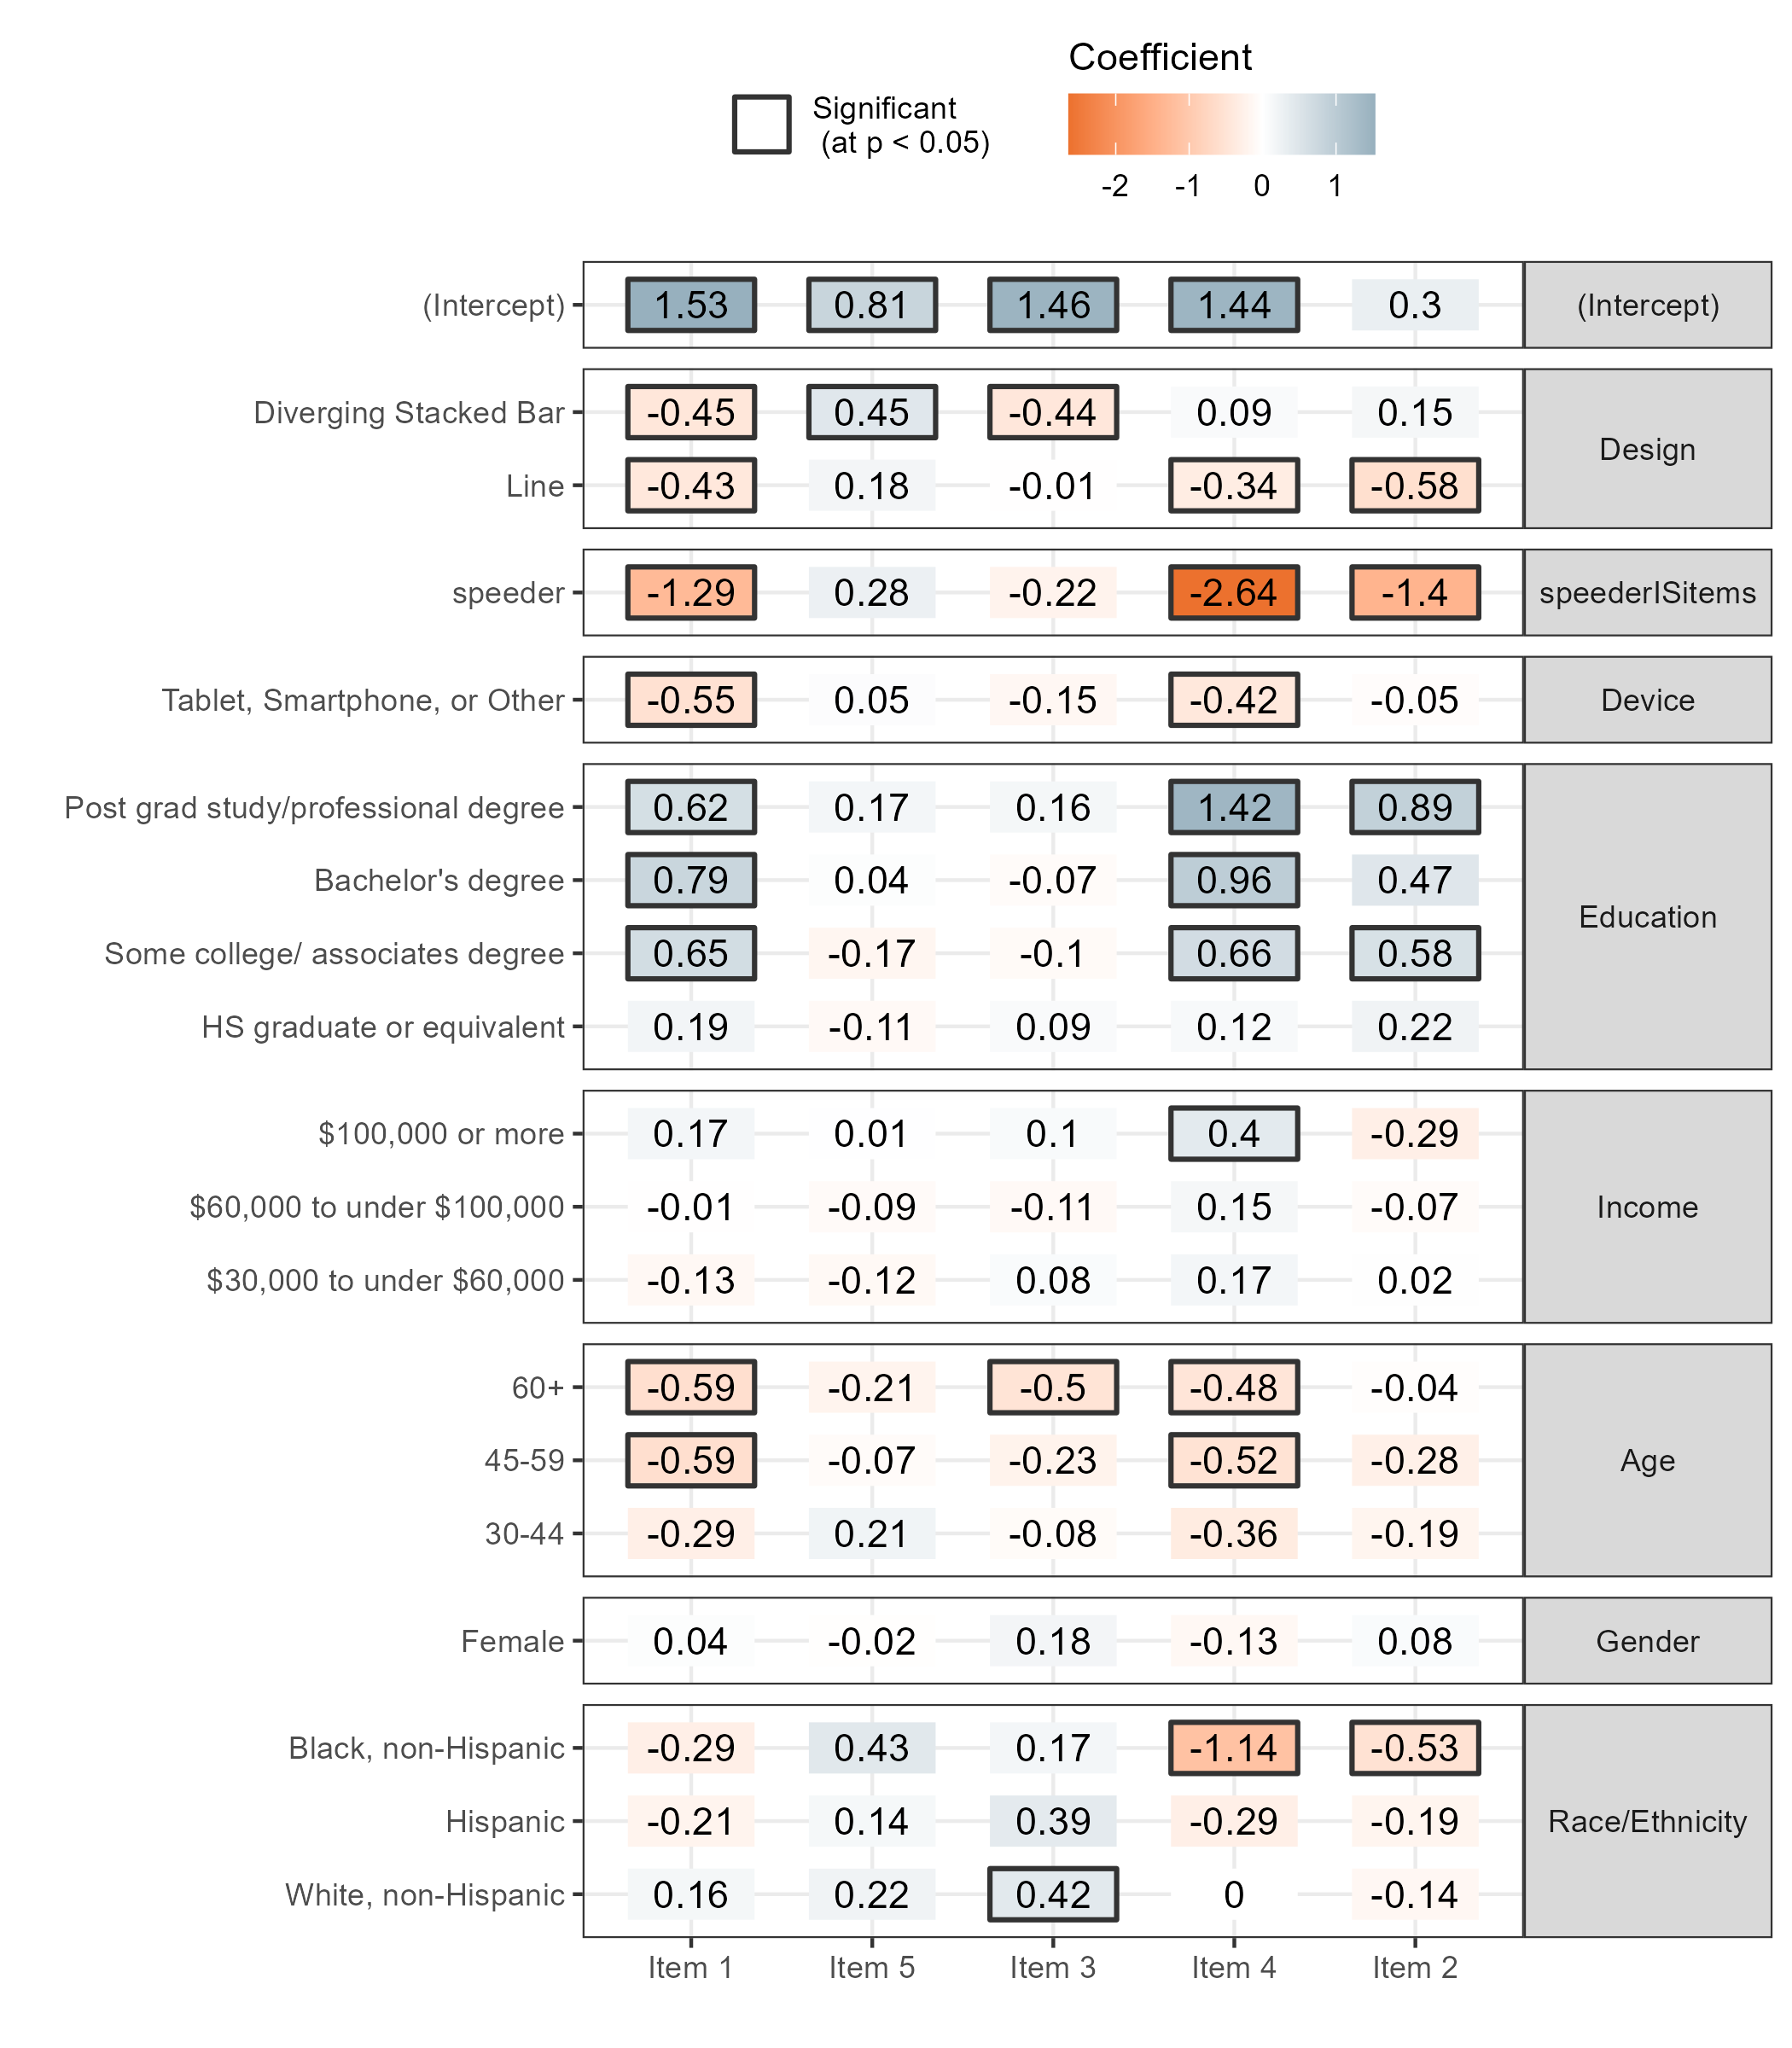 Coefficient
Significant
(at p < 0.05)
-2 -1 0 1
(Intercept) 1.53 0.81 1.46 1.44 0.3 (Intercept)
Diverging Stacked Bar -0.45 0.45 -0.44 0.09 0.15
Design
Line -0.43 0.18 -0.01 -0.34 -0.58
speeder -1.29 0.28 -0.22 -2.64 -1.4 speederISitems
Tablet, Smartphone, or Other -0.55 0.05 -0.15 -0.42 -0.05 Device
Post grad study/professional degree 0.62 0.17 0.16 1.42 0.89
Bachelor's degree 0.79 0.04 -0.07 0.96 0.47
Education
Some college/ associates degree 0.65 -0.17 -0.1 0.66 0.58
HS graduate or equivalent 0.19 -0.11 0.09 0.12 0.22
$100,000 or more 0.17 0.01 0.1 0.4 -0.29
$60,000 to under $100,000 -0.01 -0.09 -0.11 0.15 -0.07 Income
$30,000 to under $60,000 -0.13 -0.12 0.08 0.17 0.02
60+ -0.59 -0.21 -0.5 -0.48 -0.04
45-59 -0.59 -0.07 -0.23 -0.52 -0.28 Age
30-44 -0.29 0.21 -0.08 -0.36 -0.19
Female 0.04 -0.02 0.18 -0.13 0.08 Gender
Black, non-Hispanic -0.29 0.43 0.17 -1.14 -0.53
Hispanic -0.21 0.14 0.39 -0.29 -0.19 Race/Ethnicity
White, non-Hispanic 0.16 0.22 0.42 0 -0.14
Item 1 Item 5 Item 3 Item 4 Item 2